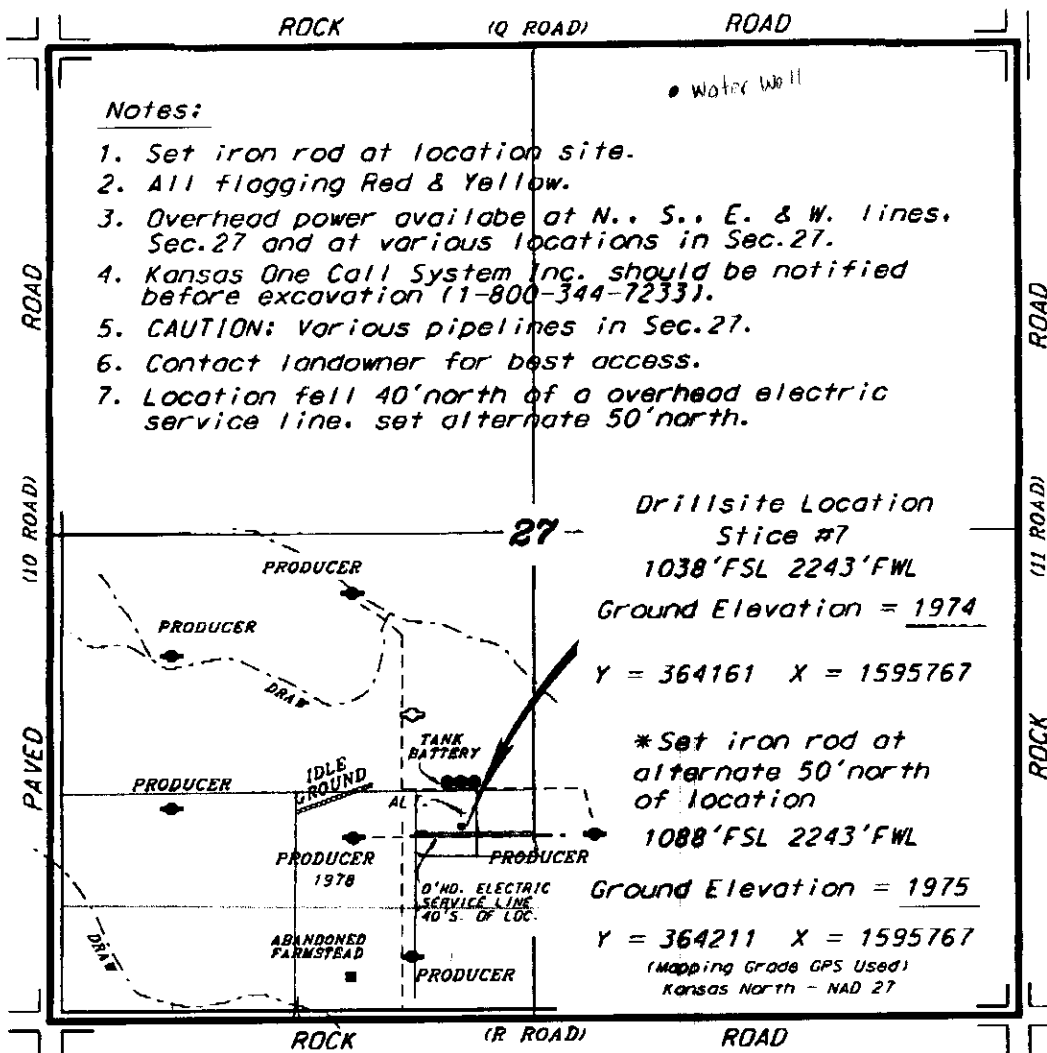 ROCK (Q ROAD) ROAD
Water Well
Notes:
1. Set iron rod at location site.
2. All flagging Red & Yellow.
3. Overhead power availabe at N., S., E. & W. lines,
Sec.27 and at various locations in Sec.27.
4. Kansas One Call System Inc. should be notified
before excavation (1-800-344-7233).
5. CAUTION: Various pipelines in Sec.27.
6. Contact landowner for best access.
7. Location fell 40'north of a overhead electric
service line. set alternate 50'north.
ROAD
(10 ROAD)
PAVED
ROAD
(11 ROAD)
ROCK
27
Drillsite Location
Stice #7
1038'FSL 2243'FWL
Ground Elevation = 1974
Y = 364161 X = 1595767
*Set iron rod at
alternate 50'north
of location
1088'FSL 2243'FWL
Ground Elevation = 1975
Y = 364211 X = 1595767
(Mapping Grade GPS Used)
Kansas North - NAD 27
PRODUCER
PRODUCER
DRAW
TANK
BATTERY
IDLE
GROUND
PRODUCER
AL
PRODUCER
1978
PRODUCER
O'HD. ELECTRIC
SERVICE LINE
40'S. OF LOC.
ABANDONED
FARMSTEAD
DRAW
PRODUCER
ROCK (R ROAD) ROAD